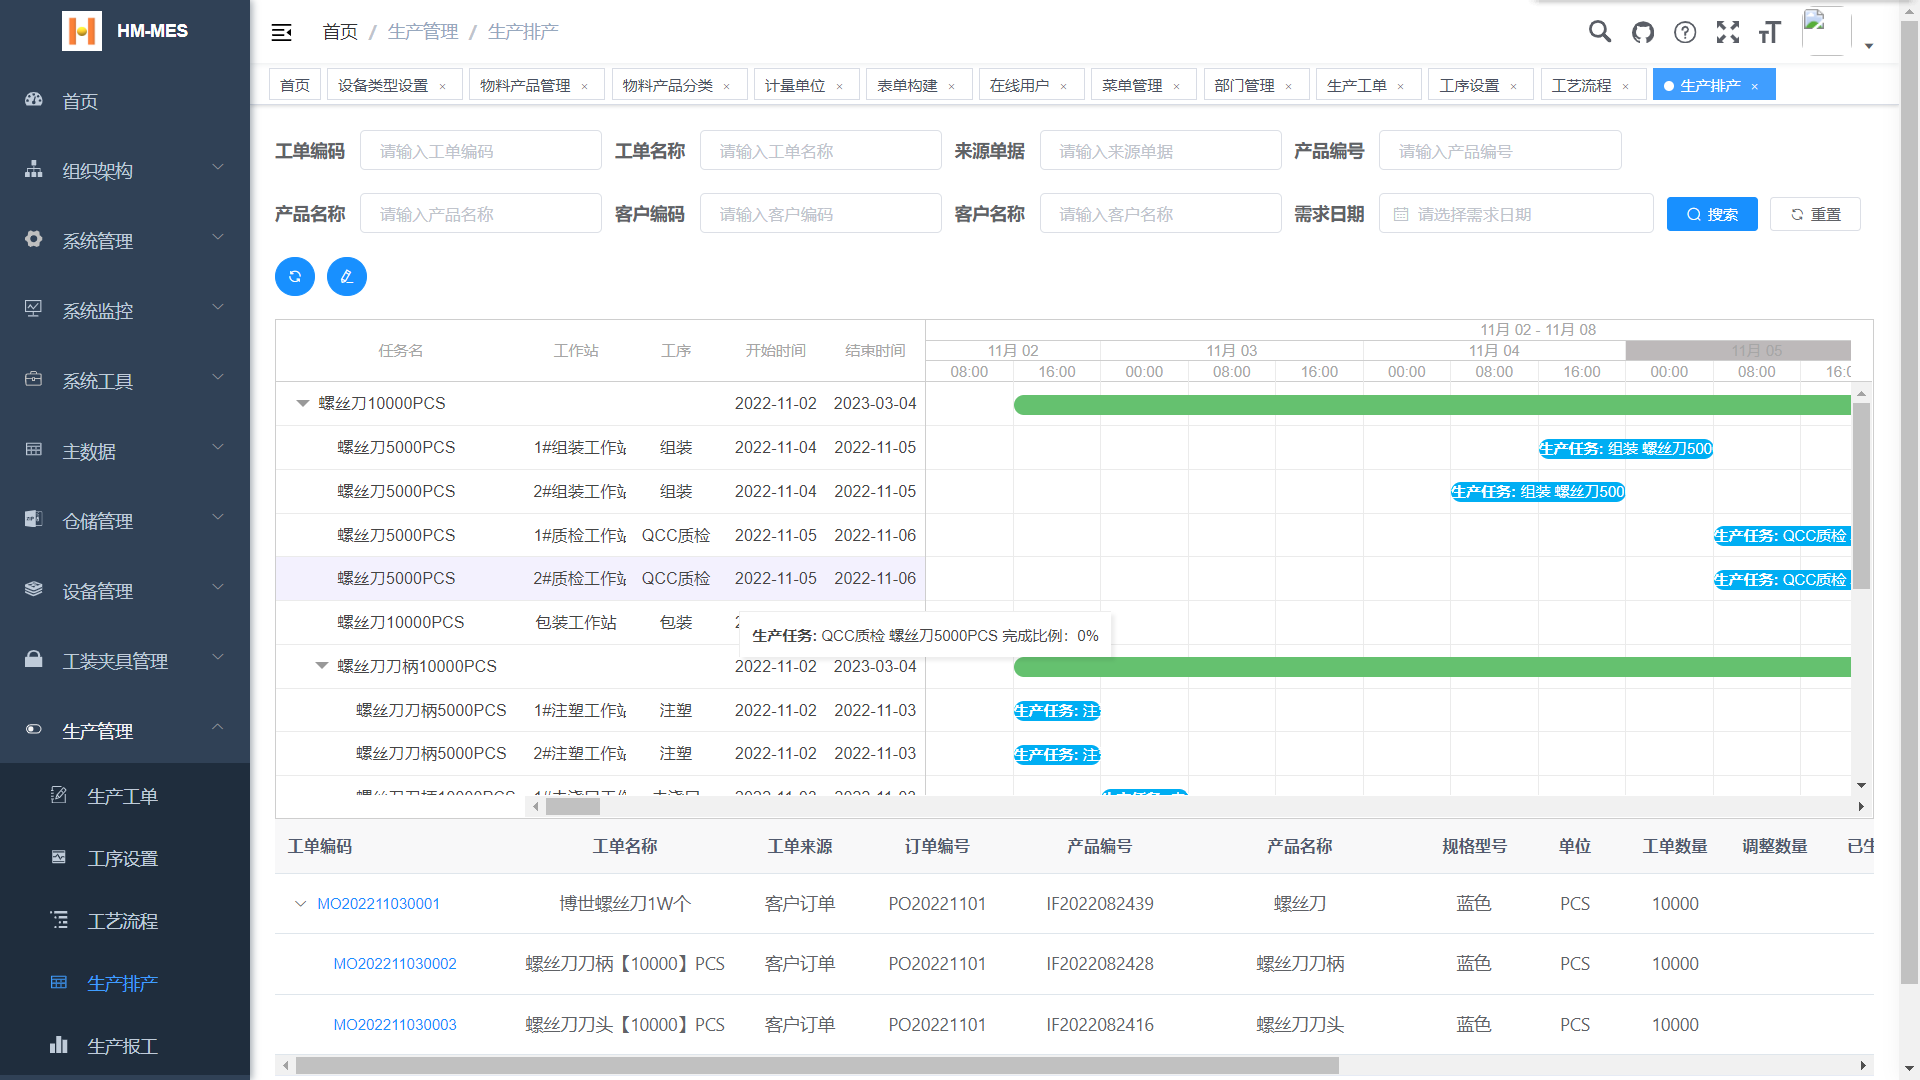 HM-MES
首页
组织架构
系统管理
系统监控
系统工具
主数据
仓储管理
设备管理
工装夹具管理
生产管理
生产工单
工序设置
工艺流程
生产排产
生产报工
首页 / 生产管理 / 生产排产
首页 设备类型设置 × 物料产品管理 × 物料产品分类 × 计量单位 × 表单构建 × 在线用户 × 菜单管理 × 部门管理 × 生产工单 × 工序设置 × 工艺流程 × 生产排产 ×
工单编码 请输入工单编码 工单名称 请输入工单名称 来源单据 请输入来源单据 产品编号 请输入产品编号
产品名称 请输入产品名称 客户编码 请输入客户编码 客户名称 请输入客户名称 需求日期 请选择需求日期 搜索 重置
11月 02 - 11月 08
任务名 工作站 工序 开始时间 结束时间 11月 02 11月 03 11月 04 11月 05
08:00 16:00 00:00 08:00 16:00 00:00 08:00 16:00 00:00 08:00
螺丝刀10000PCS 2022-11-02 2023-03-04
螺丝刀5000PCS 1#组装工作站 组装 2022-11-04 2022-11-05 生产任务: 组装 螺丝刀500
螺丝刀5000PCS 2#组装工作站 组装 2022-11-04 2022-11-05 生产任务: 组装 螺丝刀500
螺丝刀5000PCS 1#质检工作站 QCC质检 2022-11-05 2022-11-06 生产任务: QCC质检
螺丝刀5000PCS 2#质检工作站 QCC质检 2022-11-05 2022-11-06 生产任务: QCC质检
螺丝刀10000PCS 包装工作站 包装
生产任务: QCC质检 螺丝刀5000PCS 完成比例：0%
螺丝刀刀柄10000PCS 2022-11-02 2023-03-04
螺丝刀刀柄5000PCS 1#注塑工作站 注塑 2022-11-02 2022-11-03 生产任务: 注
螺丝刀刀柄5000PCS 2#注塑工作站 注塑 2022-11-02 2022-11-03 生产任务: 注
工单编码 工单名称 工单来源 订单编号 产品编号 产品名称 规格型号 单位 工单数量 调整数量
MO202211030001 博世螺丝刀1W个 客户订单 PO20221101 IF2022082439 螺丝刀 蓝色 PCS 10000
MO202211030002 螺丝刀刀柄【10000】PCS 客户订单 PO20221101 IF2022082428 螺丝刀刀柄 蓝色 PCS 10000
MO202211030003 螺丝刀刀头【10000】PCS 客户订单 PO20221101 IF2022082416 螺丝刀刀头 蓝色 PCS 10000